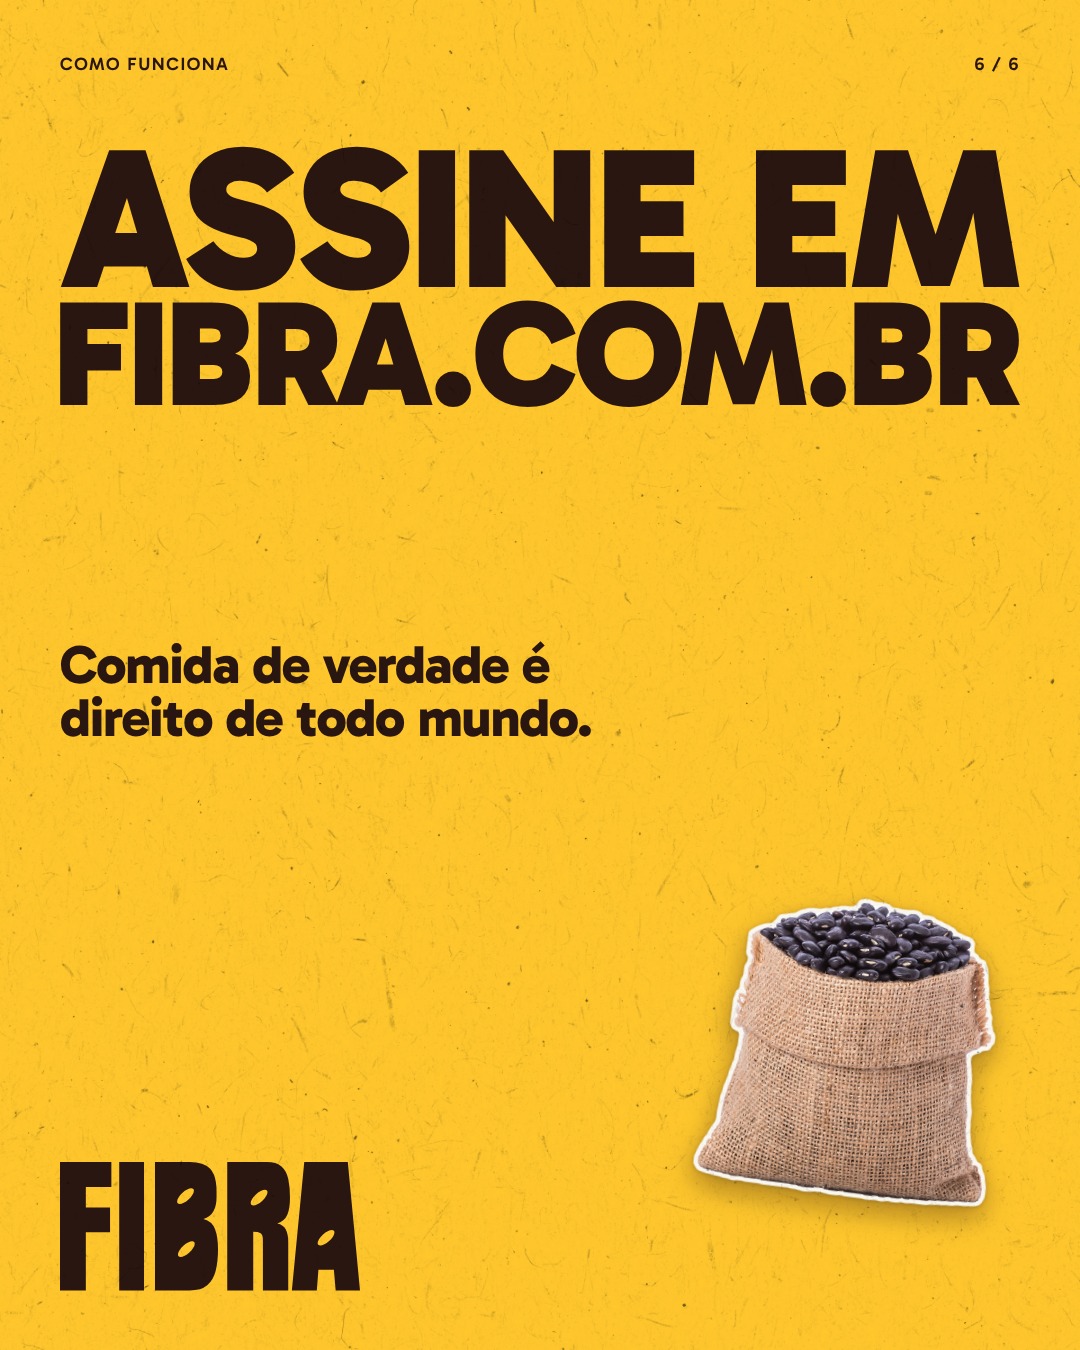 COMO FUNCIONA
6 / 6
ASSINE EM
FIBRA.COM.BR
Comida de verdade é
direito de todo mundo.
FIBRA